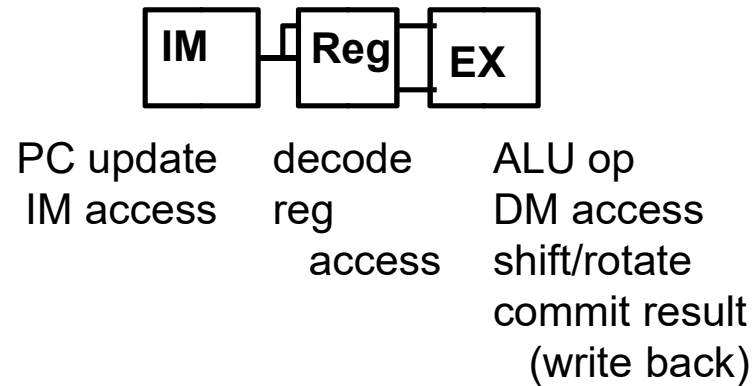 IM Reg EX
PC update decode ALU op
IM access reg DM access
access shift/rotate
commit result
(write back)